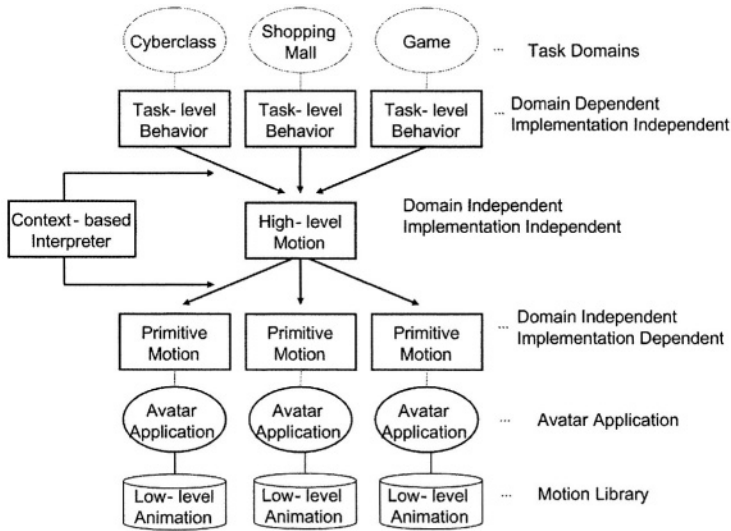 Cyberclass
Shopping
Mall
Game
... Task Domains
Task- level
Behavior
Task- level
Behavior
Task- level
Behavior
... Domain Dependent
Implementation Independent
Context- based
Interpreter
High- level
Motion
Domain Independent
Implementation Independent
Primitive
Motion
Primitive
Motion
Primitive
Motion
... Domain Independent
Implementation Dependent
Avatar
Application
Avatar
Application
Avatar
Application
... Avatar Application
Low- level
Animation
Low- level
Animation
Low- level
Animation
... Motion Library